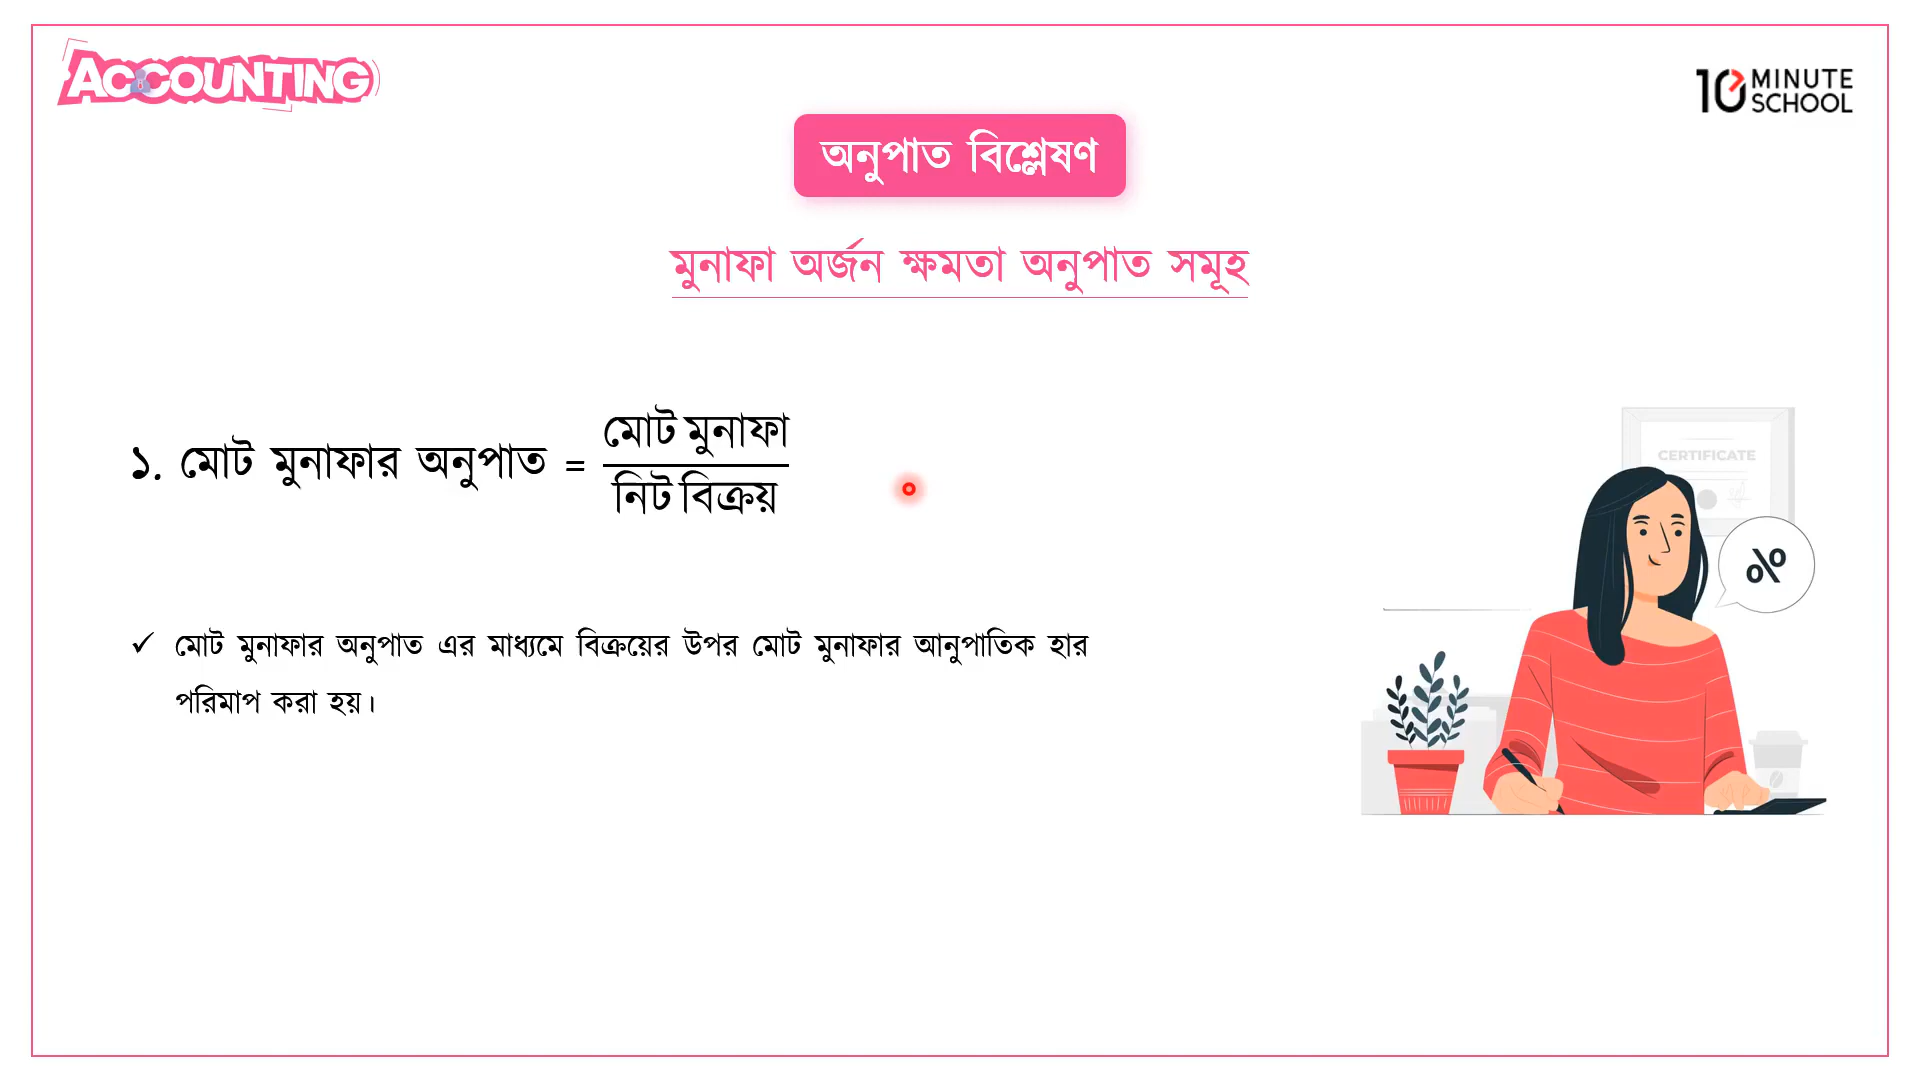 ACCOUNTING
10 MINUTE SCHOOL
অনুপাত বিশ্লেষণ
মুনাফা অর্জন ক্ষমতা অনুপাত সমূহ
১. মোট মুনাফার অনুপাত = মোট মুনাফা
নিট বিক্রয়
CERTIFICATE
%
✓ মোট মুনাফার অনুপাত এর মাধ্যমে বিক্রয়ের উপর মোট মুনাফার আনুপাতিক হার
পরিমাপ করা হয়।